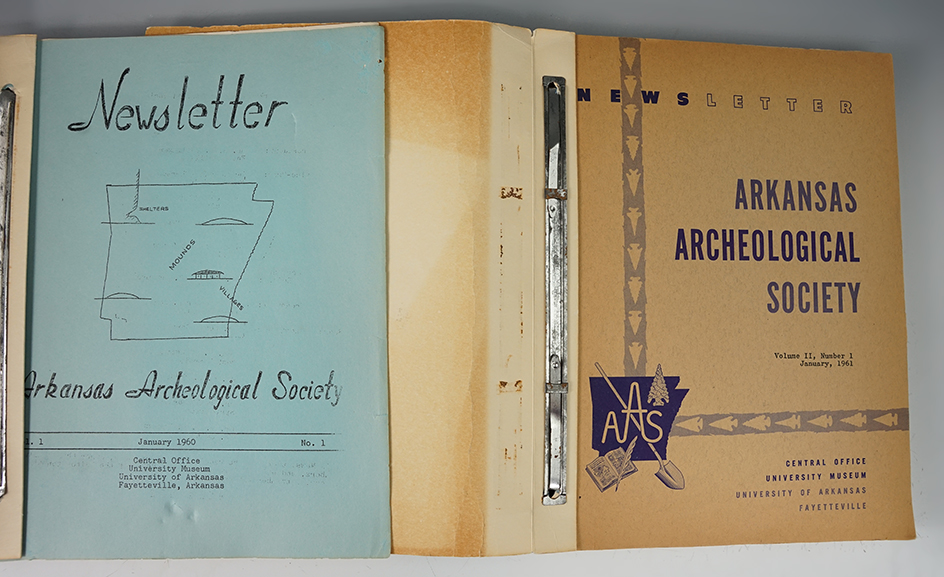 Newsletter
SHELTERS
MOUNDS
VILLAGES
Arkansas Archeological Society
. 1 January 1960 No. 1
Central Office
University Museum
University of Arkansas
Fayetteville, Arkansas
NEWSLETTER
ARKANSAS
ARCHEOLOGICAL
SOCIETY
Volume II, Number 1
January, 1961
AAS
CENTRAL OFFICE
UNIVERSITY MUSEUM
UNIVERSITY OF ARKANSAS
FAYETTEVILLE